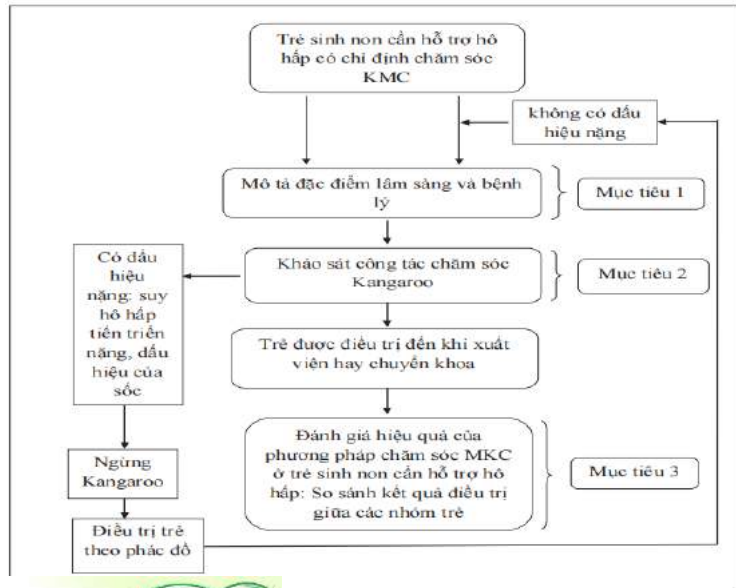 Trẻ sinh non cần hỗ trợ hô
hấp có chỉ định chăm sóc
KMC
không có dấu
hiệu nặng
Mô tả đặc điểm lâm sàng và bệnh
lý
Mục tiêu 1
Có dấu
hiệu
nặng: suy
hô hấp
tiến triển
nặng, dấu
hiệu của
sốc
Khảo sát công tác chăm sóc
Kangaroo
Mục tiêu 2
Trẻ được điều trị đến khi xuất
viện hay chuyển khoa
Ngừng
Kangaroo
Đánh giá hiệu quả của
phương pháp chăm sóc MKC
ở trẻ sinh non cần hỗ trợ hô
hấp: So sánh kết quả điều trị
giữa các nhóm trẻ
Mục tiêu 3
Điều trị trẻ
theo phác đồ